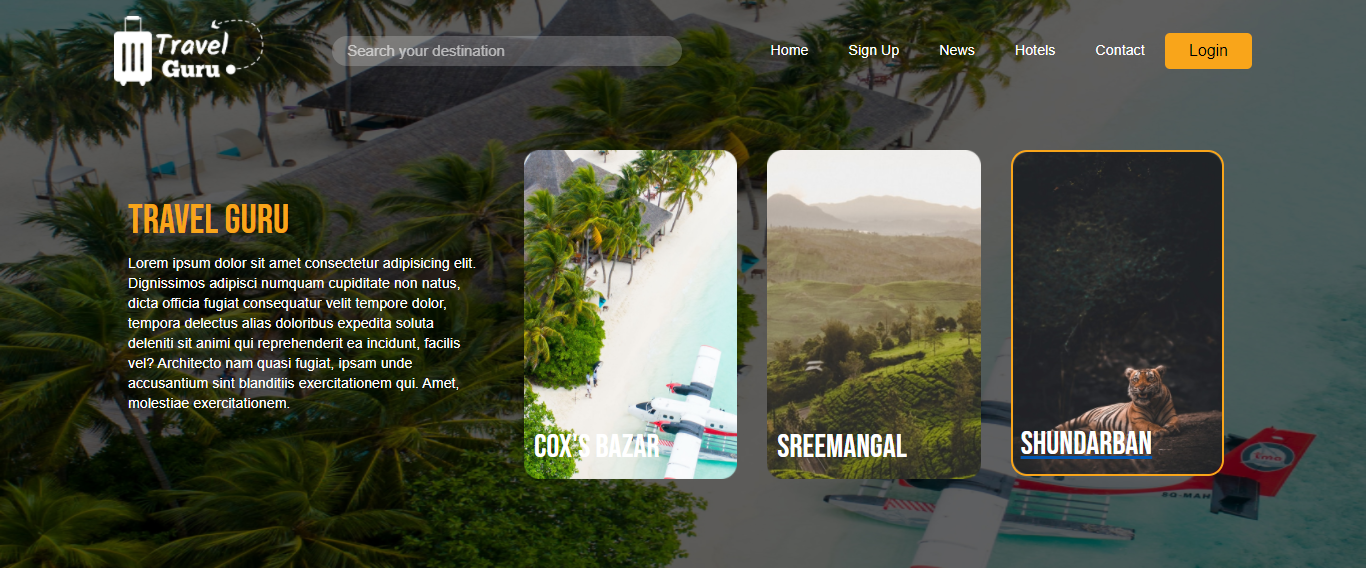 Travel
Guru
Search your destination
Home
Sign Up
News
Hotels
Contact
Login
TRAVEL GURU
Lorem ipsum dolor sit amet consectetur adipisicing elit.
Dignissimos adipisci numquam cupiditate non natus,
dicta officia fugiat consequatur velit tempore dolor,
tempora delectus alias doloribus expedita soluta
deleniti sit animi qui reprehenderit ea incidunt, facilis
vel? Architecto nam quasi fugiat, ipsam unde
accusantium sint blanditiis exercitationem qui. Amet,
molestiae exercitationem.
COX'S BAZAR
SREEMANGAL
SHUNDARBAN